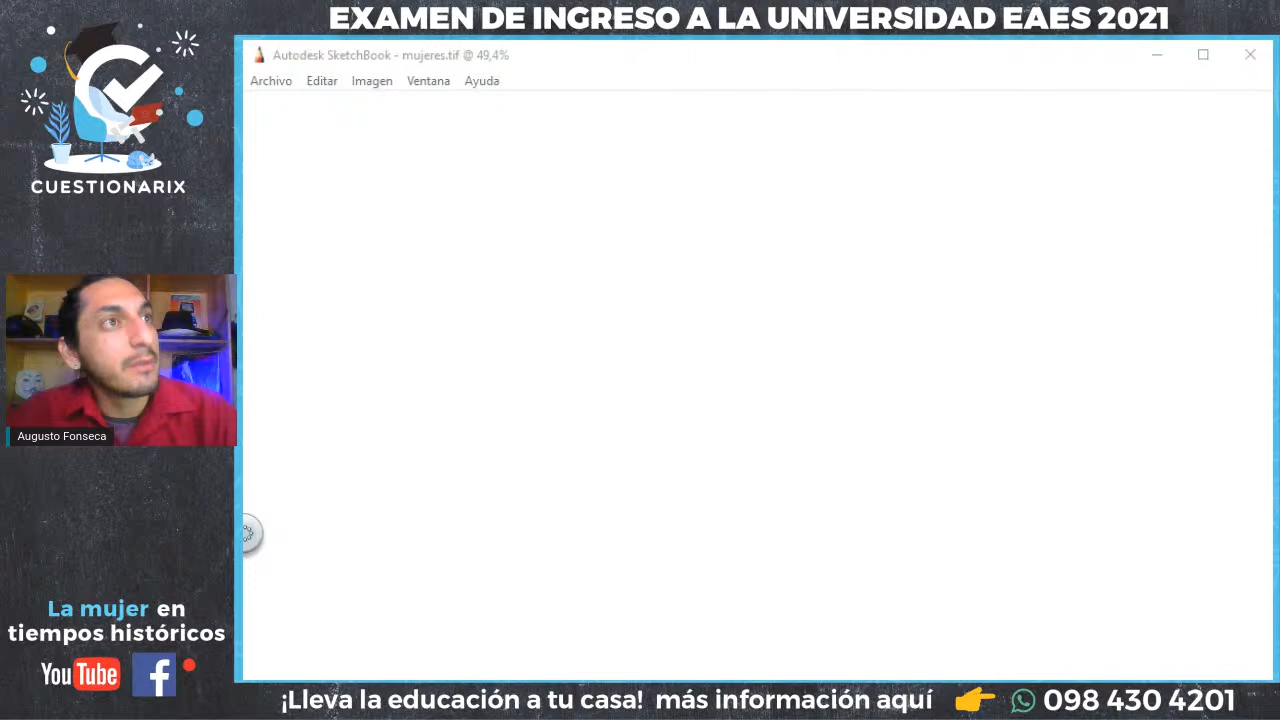 EXAMEN DE INGRESO A LA UNIVERSIDAD EAES 2021
CUESTIONARIX
Autodesk SketchBook - mujeres.tif @ 49,4%
Archivo Editar Imagen Ventana Ayuda
Augusto Fonseca
La mujer en
tiempos históricos
YouTube f
¡Lleva la educación a tu casa! más información aquí 098 430 4201